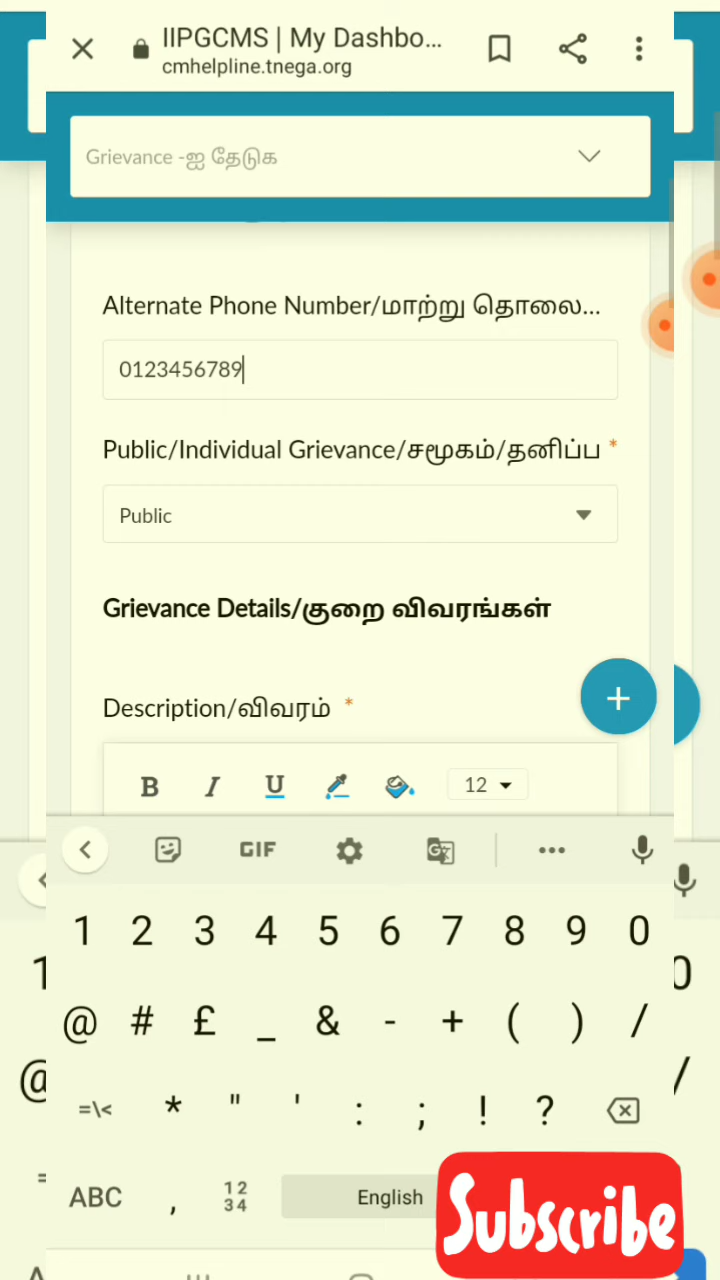 IIPGCMS | My Dashbo...
cmhelpline.tnega.org
Grievance -ஐ தேடுக
Alternate Phone Number/மாற்று தொலை...
0123456789
Public/Individual Grievance/சமூகம்/தனிப்ப *
Public
Grievance Details/குறை விவரங்கள்
Description/விவரம் *
B I U 12
GIF
1 2 3 4 5 6 7 8 9 0
@ # £ _ & - + ( ) /
=\< * " ' : ; ! ?
ABC , 12 34 English
Subscribe